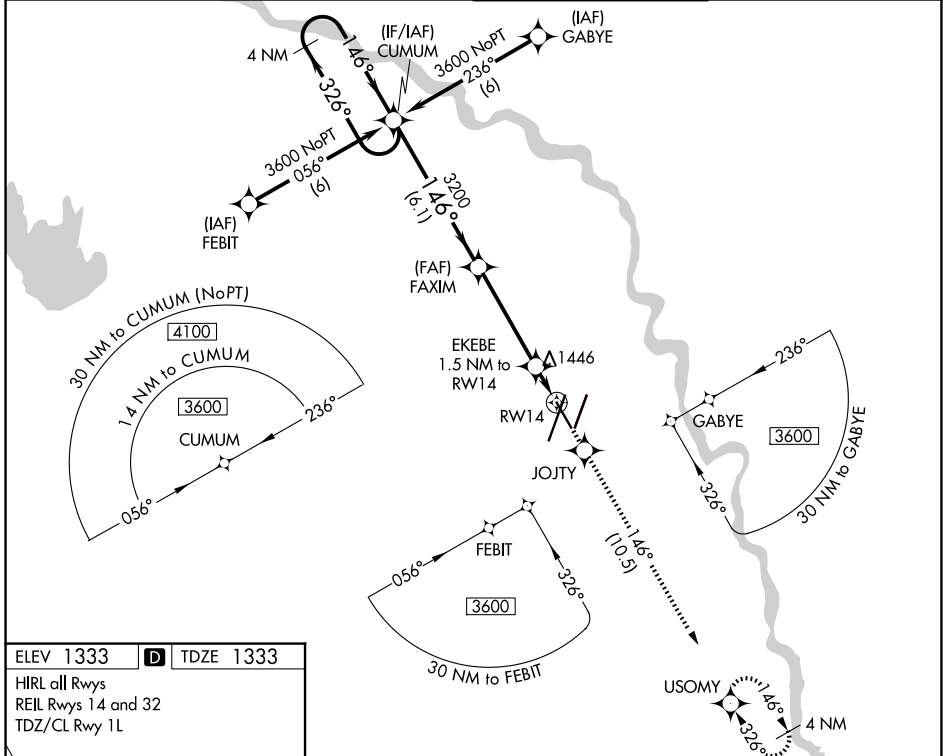 (IAF)
GABYE
(IF/IAF)
CUMUM
4 NM
146°
326°
3600 NoPT
236°
(6)
3600 NoPT
056°
(6)
(IAF)
FEBIT
3200
146°
(6.1)
(FAF)
FAXIM
30 NM to CUMUM (NoPT)
4100
14 NM to CUMUM
3600
CUMUM
236°
056°
EKEBE
1.5 NM to
RW14
1446
RW14
JOJTY
236°
GABYE
3600
326°
30 NM to GABYE
146°
(10.5)
FEBIT
056°
326°
3600
30 NM to FEBIT
USOMY
146°
326°
4 NM
ELEV 1333 D TDZE 1333
HIRL all Rwys
REIL Rwys 14 and 32
TDZ/CL Rwy 1L